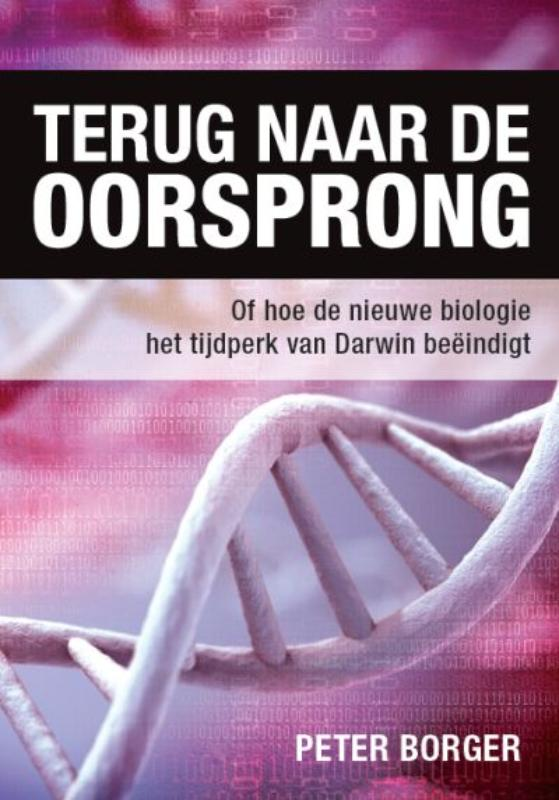 TERUG NAAR DE
OORSPRONG
Of hoe de nieuwe biologie
het tijdperk van Darwin beëindigt
PETER BORGER